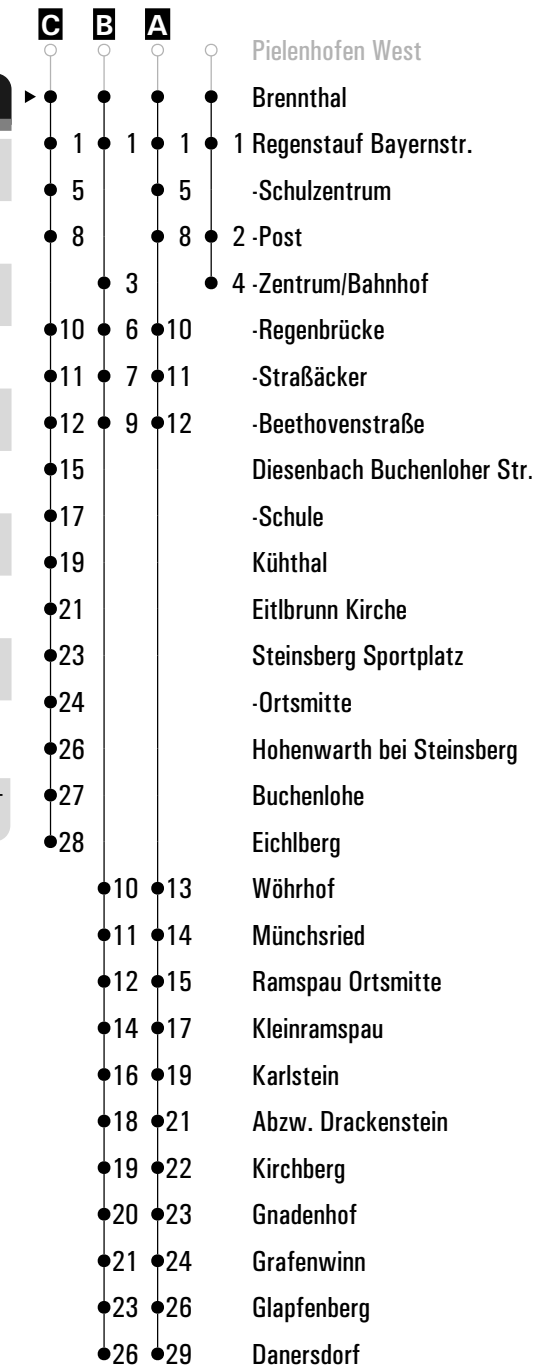 C B A
Pielenhofen West
Brennthal
1 1 1 1 Regenstauf Bayernstr.
5 5 -Schulzentrum
8 8 2 -Post
3 4 -Zentrum/Bahnhof
10 6 10 -Regenbrücke
11 7 11 -Straßäcker
12 9 12 -Beethovenstraße
15 Diesenbach Buchenloher Str.
17 -Schule
19 Kühthal
21 Eitlbrunn Kirche
23 Steinsberg Sportplatz
24 -Ortsmitte
26 Hohenwarth bei Steinsberg
27 Buchenlohe
28 Eichlberg
10 13 Wöhrhof
11 14 Münchsried
12 15 Ramspau Ortsmitte
14 17 Kleinramspau
16 19 Karlstein
18 21 Abzw. Drackenstein
19 22 Kirchberg
20 23 Gnadenhof
21 24 Grafenwinn
23 26 Glapfenberg
26 29 Danersdorf